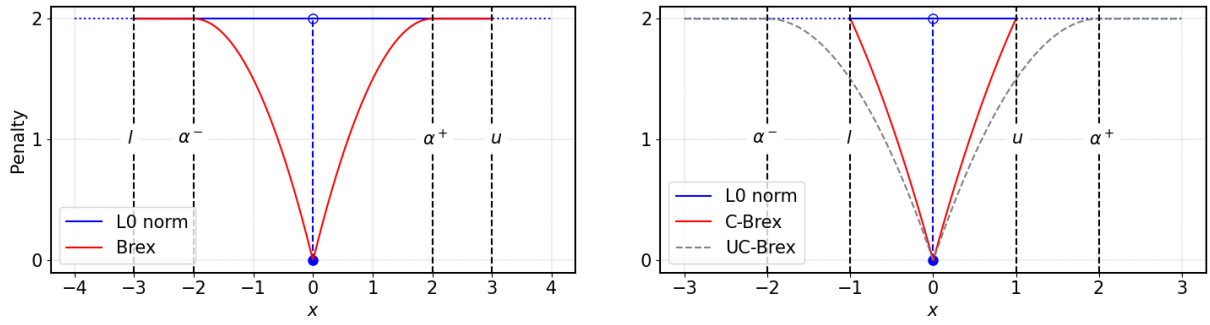 2
1
0
Penalty
l
α⁻
α⁺
u
L0 norm
Brex
−4 −3 −2 −1 0 1 2 3 4
x
2
1
0
α⁻
l
u
α⁺
L0 norm
C-Brex
UC-Brex
−3 −2 −1 0 1 2 3
x